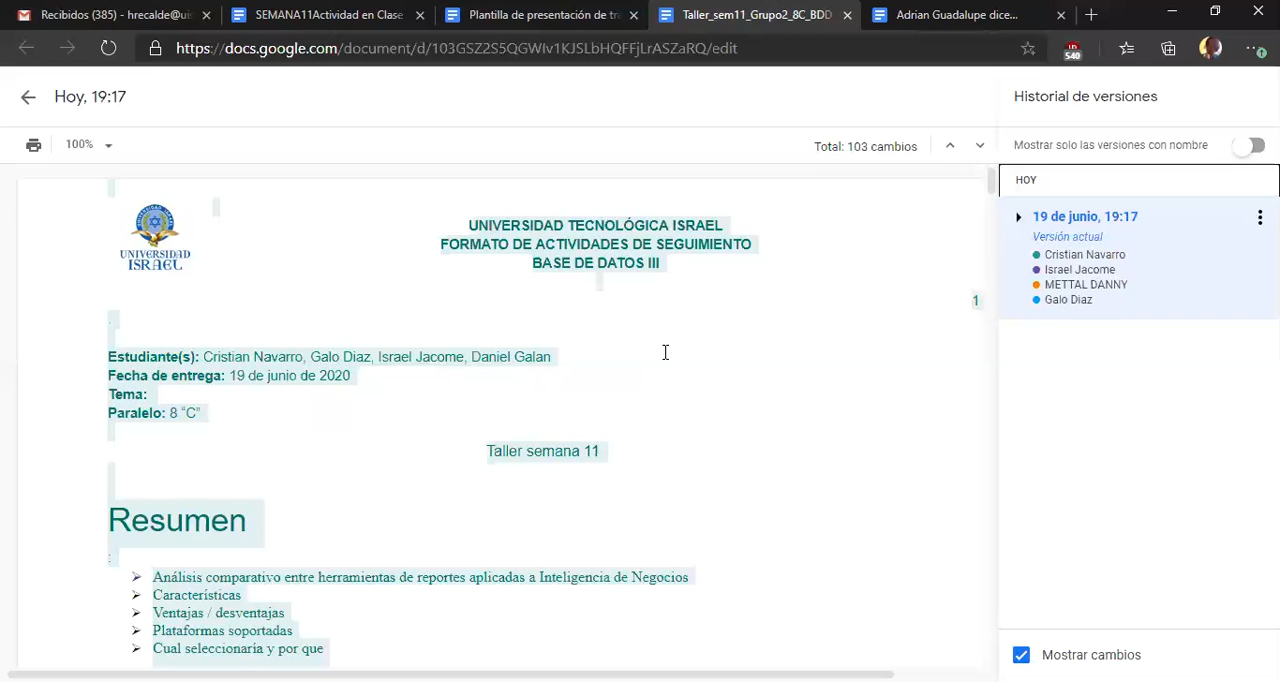 Recibidos (385) - hrecalde@uis
SEMANA11Actividad en Clase
Plantilla de presentación de tra
Taller_sem11_Grupo2_8C_BDD
Adrian Guadalupe dice...
https://docs.google.com/document/d/103GSZ2S5QGWIv1KJSLbHQFFjLrASZaRQ/edit
540
Hoy, 19:17
Historial de versiones
100%
Total: 103 cambios
Mostrar solo las versiones con nombre
HOY
19 de junio, 19:17
Versión actual
Cristian Navarro
Israel Jacome
METTAL DANNY
Galo Diaz
UNIVERSIDAD
ISRAEL
UNIVERSIDAD TECNOLÓGICA ISRAEL
FORMATO DE ACTIVIDADES DE SEGUIMIENTO
BASE DE DATOS III
1
Estudiante(s): Cristian Navarro, Galo Diaz, Israel Jacome, Daniel Galan
Fecha de entrega: 19 de junio de 2020
Tema:
Paralelo: 8 “C”
Taller semana 11
Resumen
:
Análisis comparativo entre herramientas de reportes aplicadas a Inteligencia de Negocios
Características
Ventajas / desventajas
Plataformas soportadas
Cual seleccionaría y por que
Mostrar cambios